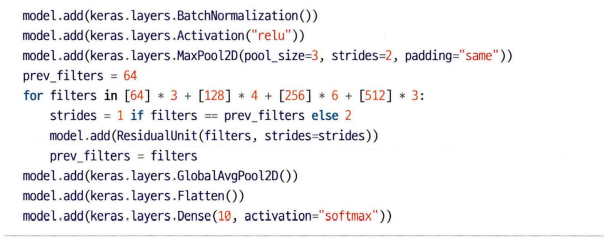 model.add(keras.layers.BatchNormalization())
model.add(keras.layers.Activation("relu"))
model.add(keras.layers.MaxPool2D(pool_size=3, strides=2, padding="same"))
prev_filters = 64
for filters in [64] * 3 + [128] * 4 + [256] * 6 + [512] * 3:
    strides = 1 if filters == prev_filters else 2
    model.add(ResidualUnit(filters, strides=strides))
    prev_filters = filters
model.add(keras.layers.GlobalAvgPool2D())
model.add(keras.layers.Flatten())
model.add(keras.layers.Dense(10, activation="softmax"))